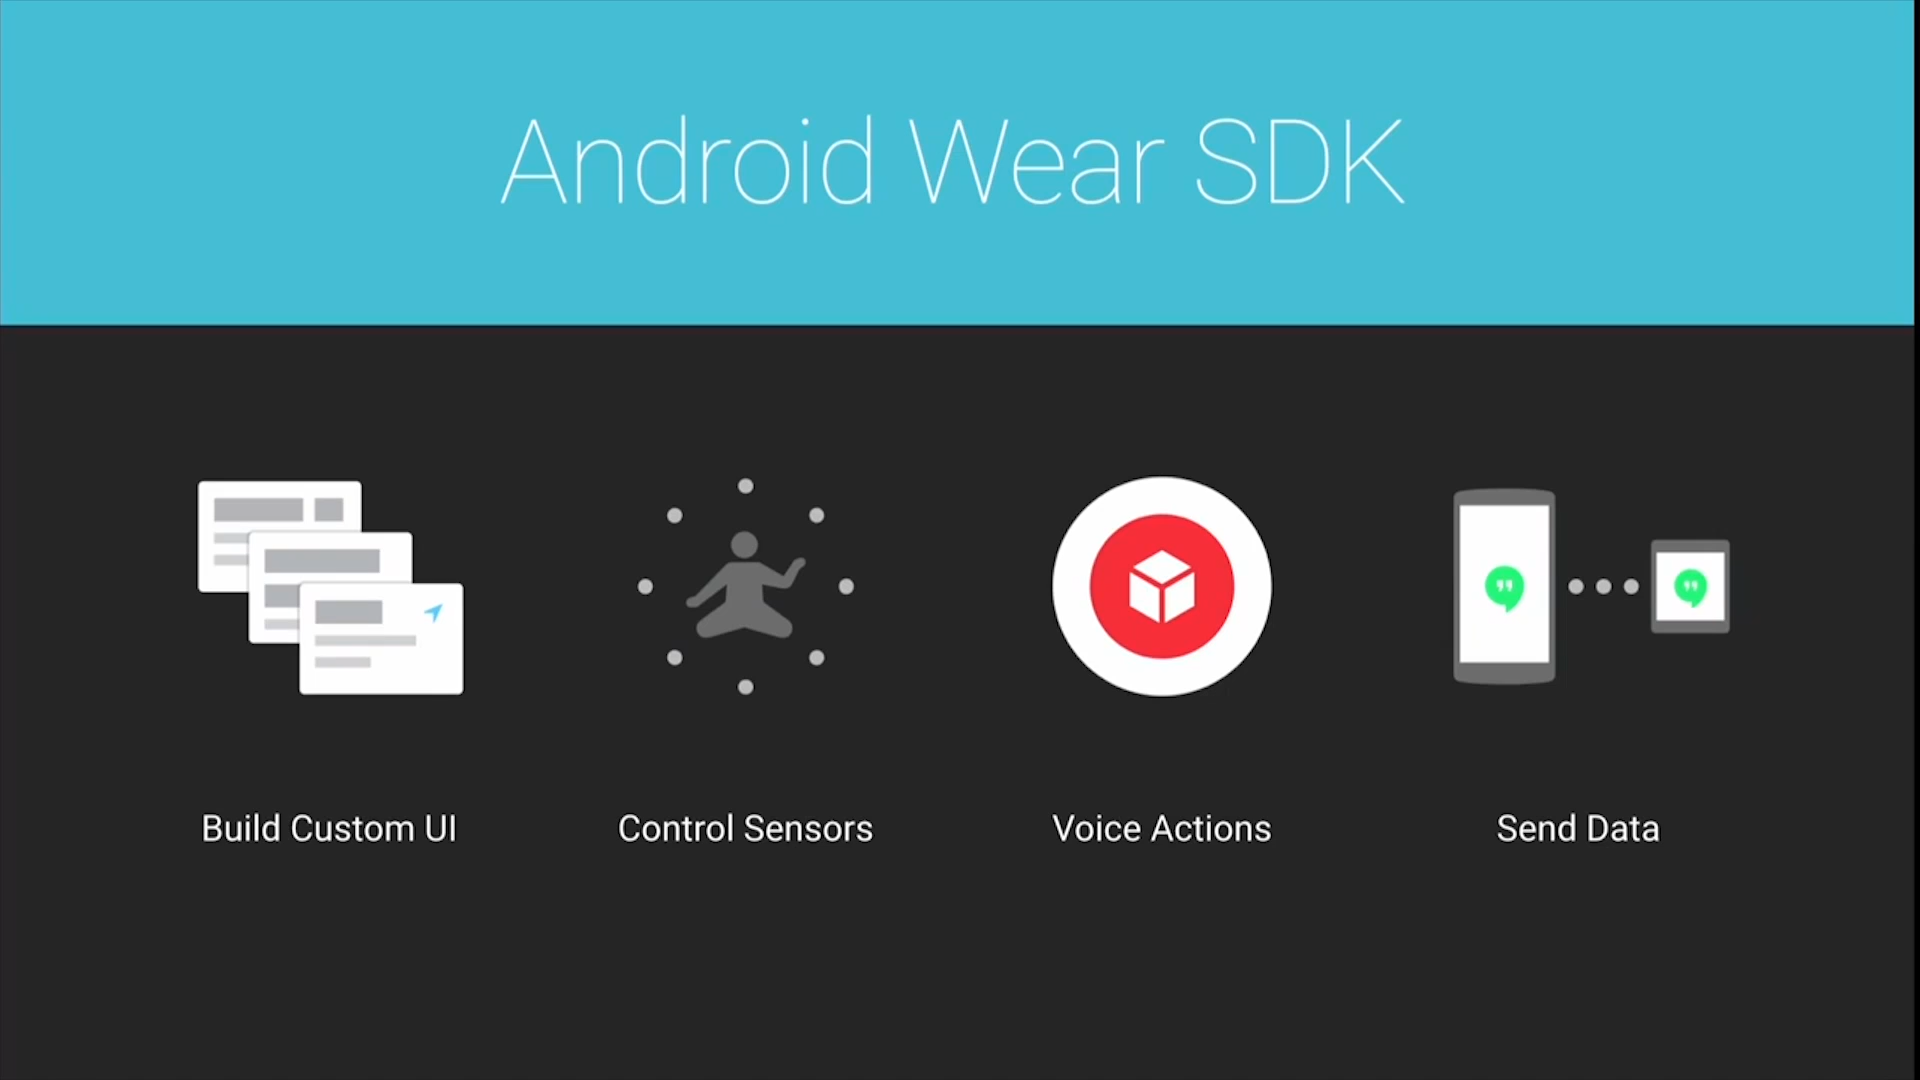 Android Wear SDK
Build Custom UI
Control Sensors
Voice Actions
Send Data